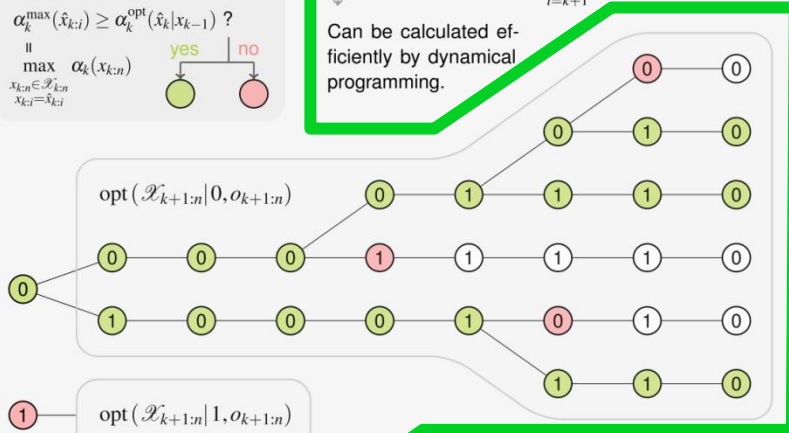 α_k^max(x̂_{k:i}) ≥ α_k^opt(x̂_k|x_{k−1}) ?
=
max α_k(x_{k:n})
x_{k:n}∈𝒳_{k:n}
x_{k:i}=x̂_{k:i}
yes no
i=k+1
Can be calculated ef-
ficiently by dynamical
programming.
0 0
0 1 0
opt(𝒳_{k+1:n}|0,o_{k+1:n}) 0 1 1 1 0
0 0 0 1 1 1 1 0
0
1 0 0 0 1 0 1 0
1 1 0
1 opt(𝒳_{k+1:n}|1,o_{k+1:n})